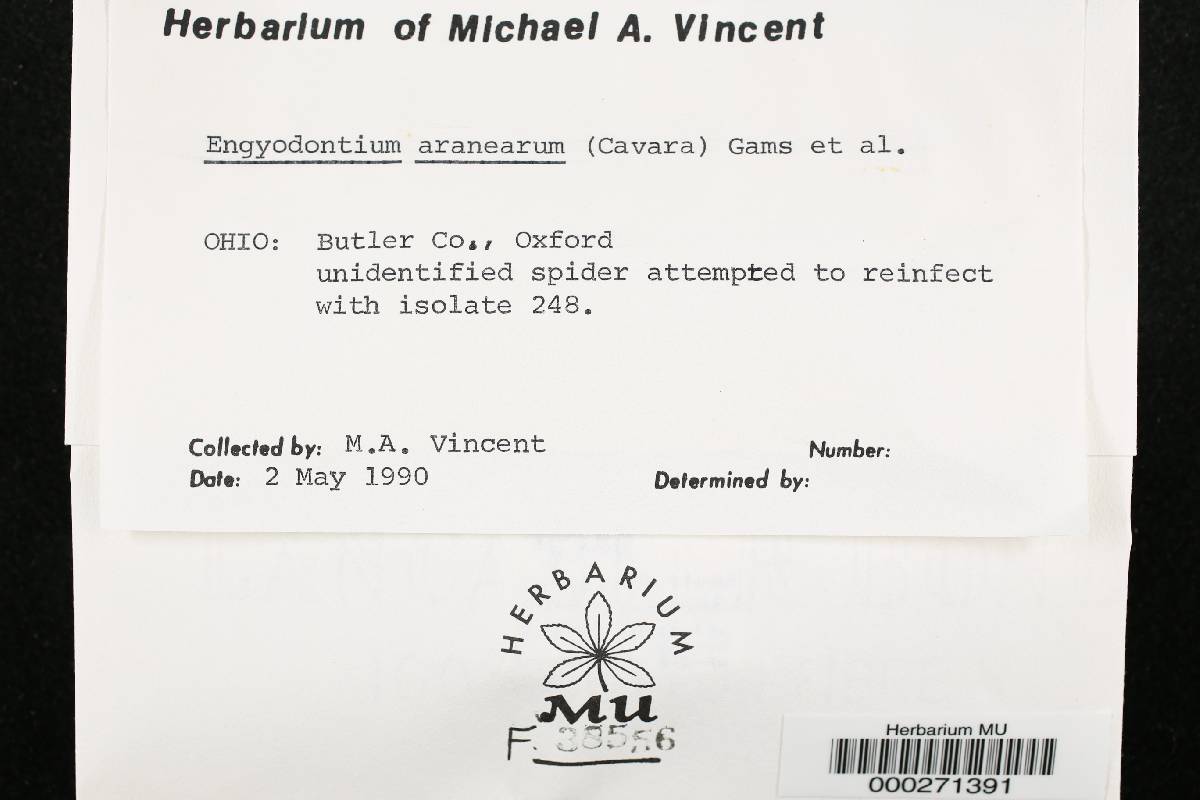 Herbarium of Michael A. Vincent
Engyodontium aranearum (Cavara) Gams et al.
OHIO: Butler Co., Oxford
unidentified spider attempted to reinfect
with isolate 248.
Collected by: M.A. Vincent Number:
Date: 2 May 1990 Determined by:
HERBARIUM
MU
F.
Herbarium MU
000271391